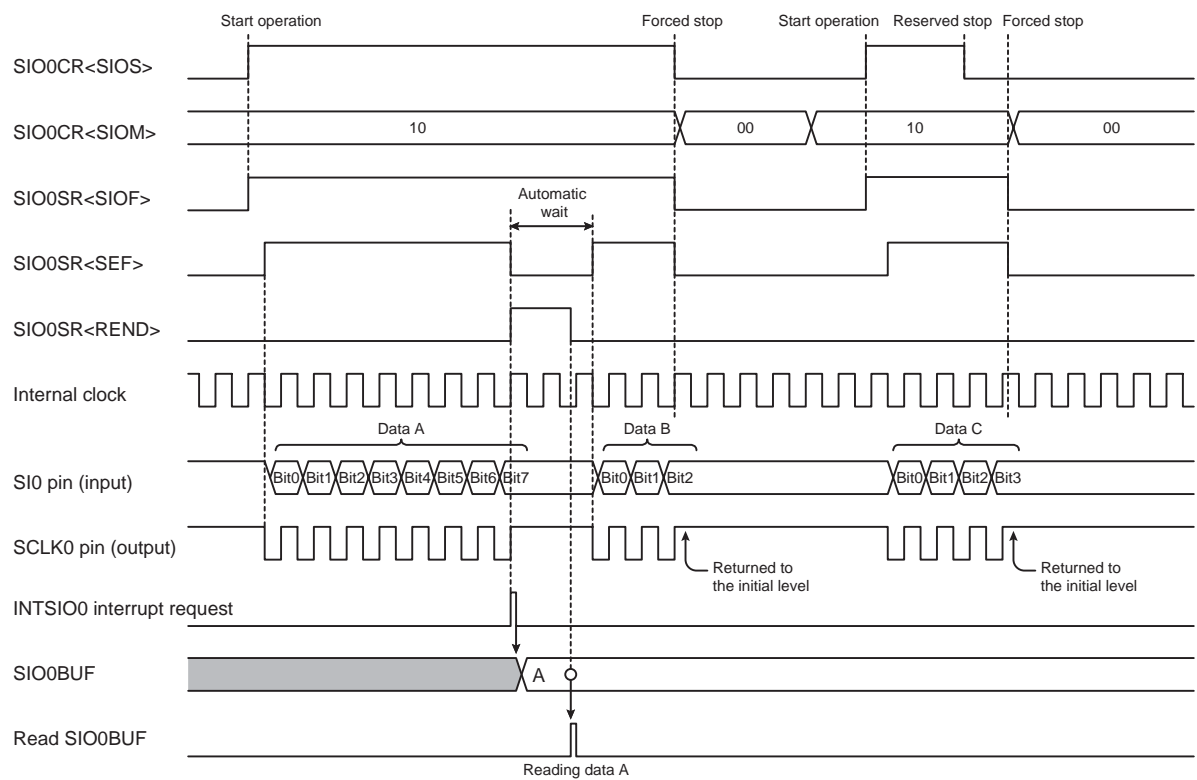 Start operation
Forced stop
Start operation
Reserved stop
Forced stop
SIO0CR<SIOS>
SIO0CR<SIOM>
10
00
10
00
SIO0SR<SIOF>
Automatic
wait
SIO0SR<SEF>
SIO0SR<REND>
Internal clock
Data A
Data B
Data C
SI0 pin (input)
Bit0 Bit1 Bit2 Bit3 Bit4 Bit5 Bit6 Bit7
Bit0 Bit1 Bit2
Bit0 Bit1 Bit2 Bit3
SCLK0 pin (output)
Returned to
the initial level
Returned to
the initial level
INTSIO0 interrupt request
SIO0BUF
A
Read SIO0BUF
Reading data A